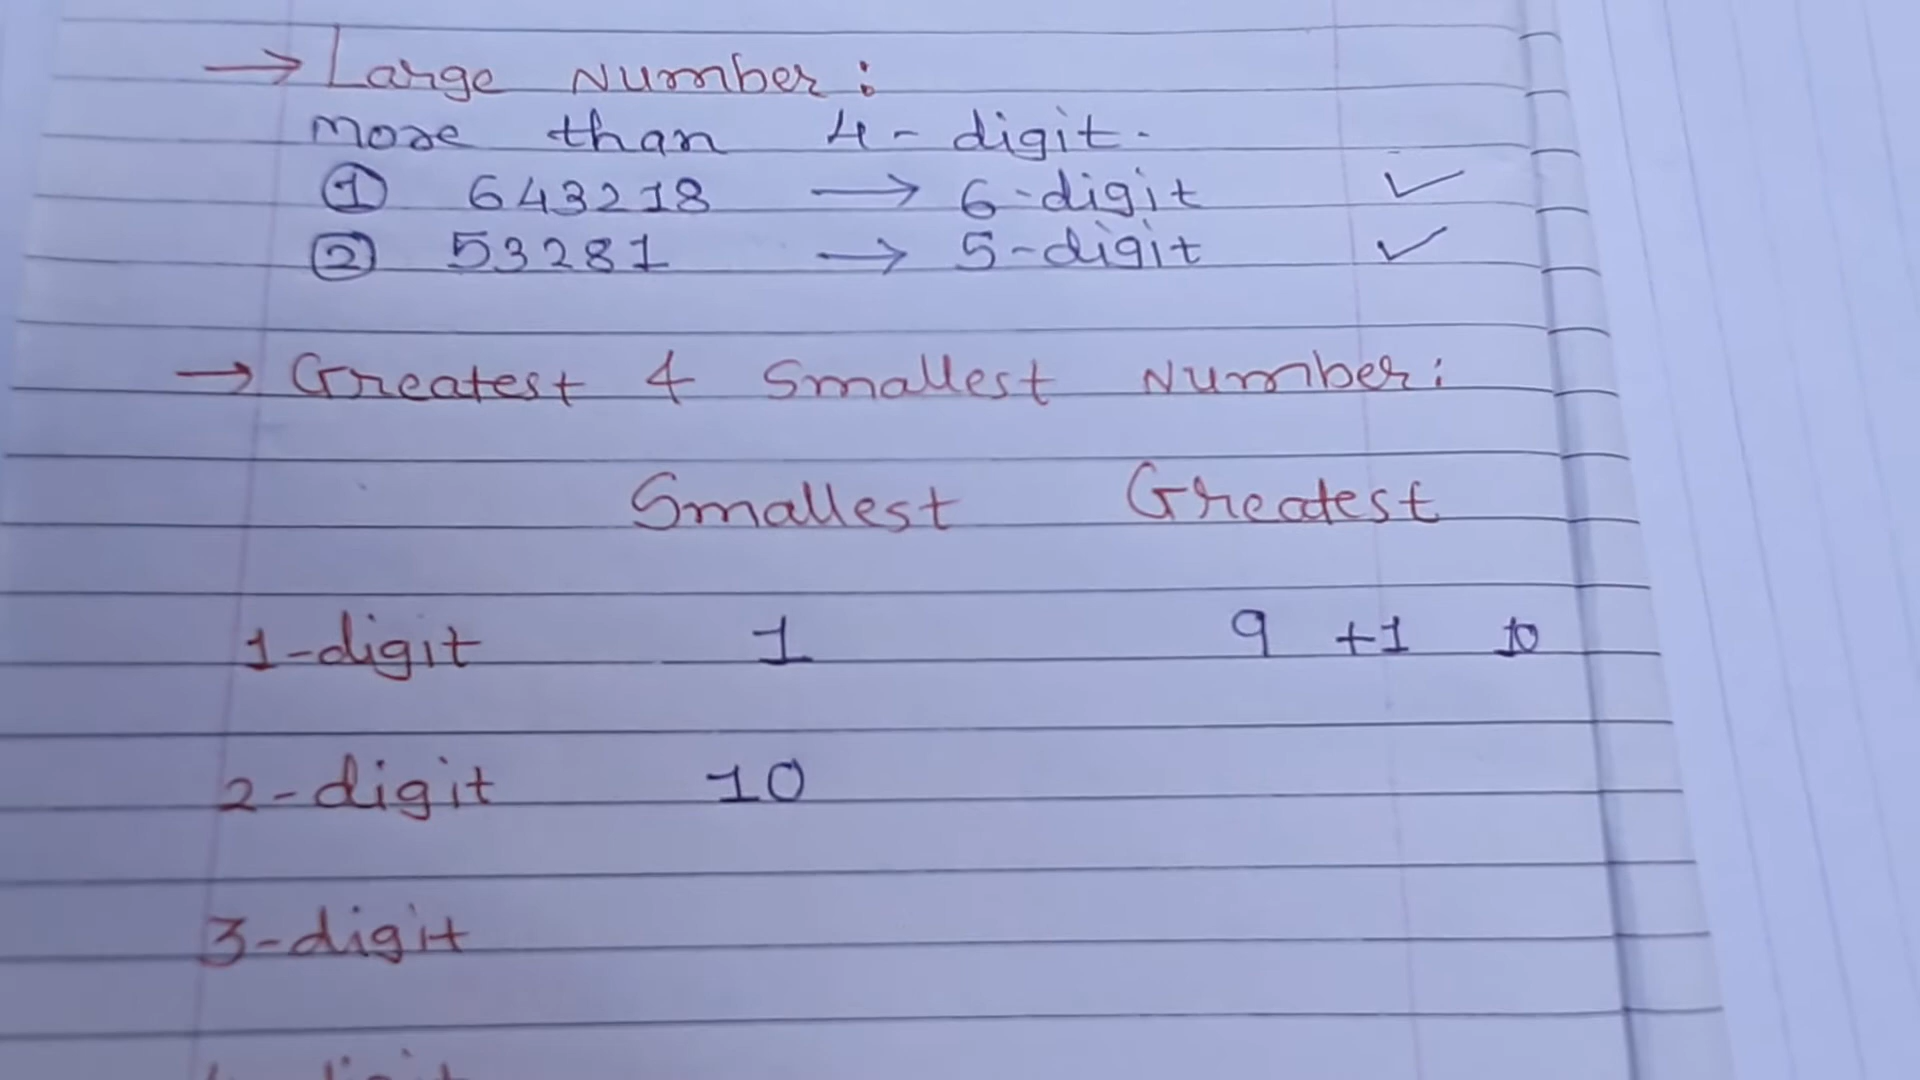 → Large Number:
more than 4-digit.
① 643218 → 6-digit ✓
② 53281 → 5-digit ✓
→ Greatest & Smallest Number:
Smallest Greatest
1-digit 1 9 +1 10
2-digit 10
3-digit